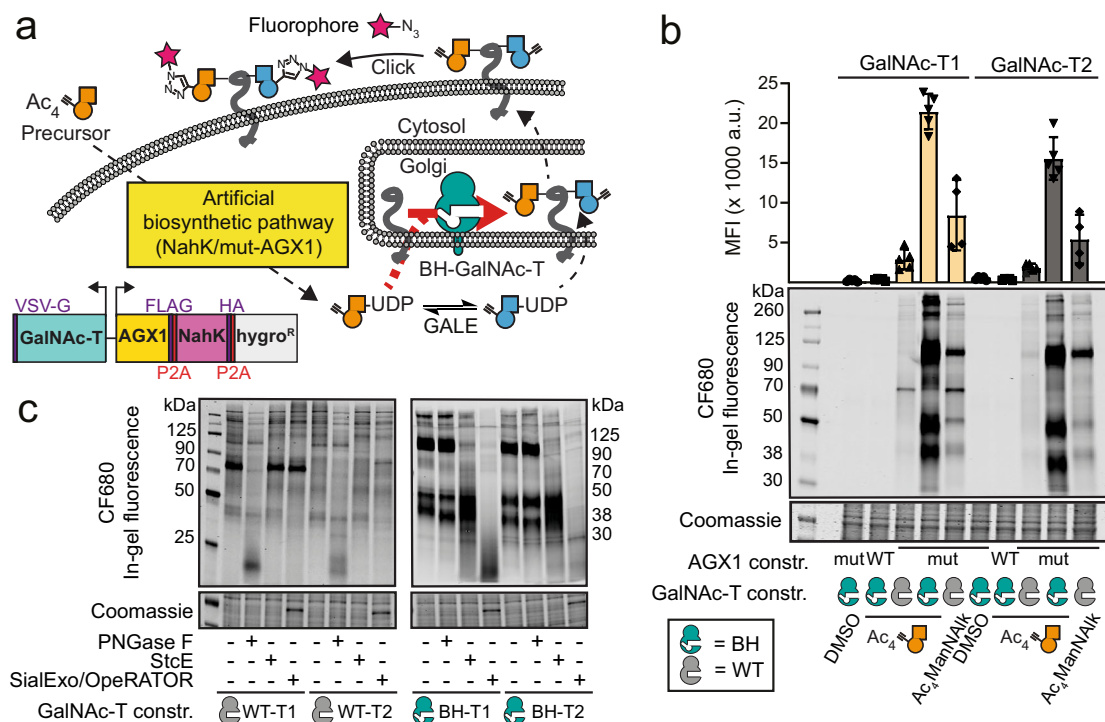 a
Fluorophore
N3
Click
Ac4
Precursor
N
N
N
N
N
N
Cytosol
Golgi
Artificial
biosynthetic pathway
(NahK/mut-AGX1)
BH-GalNAc-T
UDP
GALE
UDP
VSV-G
FLAG
HA
GalNAc-T
AGX1
NahK
hygroR
P2A
P2A
b
GalNAc-T1
GalNAc-T2
MFI (x 1000 a.u.)
25
20
15
10
5
kDa
260
125
90
70
50
38
30
CF680
In-gel fluorescence
Coomassie
AGX1 constr.
mut
WT
mut
WT
mut
GalNAc-T constr.
DMSO
Ac4
Ac4ManNAlk
DMSO
Ac4
Ac4ManNAlk
= BH
= WT
c
kDa
125
90
70
50
25
CF680
In-gel fluorescence
kDa
125
90
70
50
38
30
Coomassie
PNGase F
- + - - - + - - - + - - - + - -
StcE
- - + - - - + - - - + - - - + -
SialExo/OpeRATOR
- - - + - - - + - - - + - - - +
GalNAc-T constr.
WT-T1
WT-T2
BH-T1
BH-T2